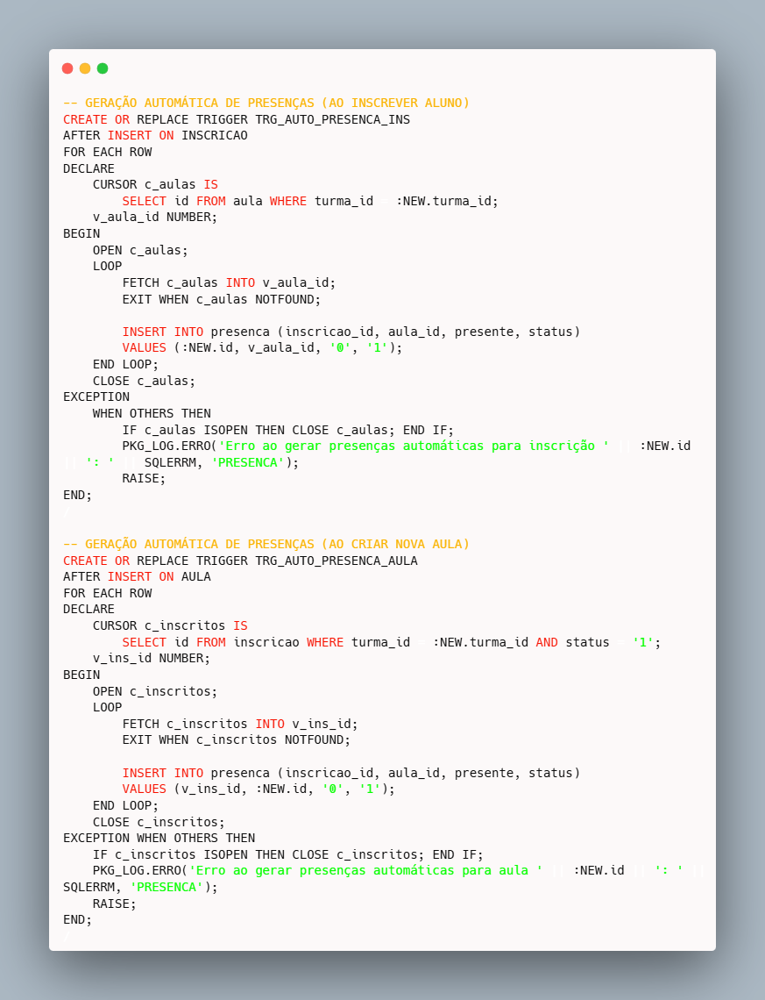 -- GERAÇÃO AUTOMÁTICA DE PRESENÇAS (AO INSCREVER ALUNO)
CREATE OR REPLACE TRIGGER TRG_AUTO_PRESENCA_INS
AFTER INSERT ON INSCRICAO
FOR EACH ROW
DECLARE
    CURSOR c_aulas IS
        SELECT id FROM aula WHERE turma_id = :NEW.turma_id;
    v_aula_id NUMBER;
BEGIN
    OPEN c_aulas;
    LOOP
        FETCH c_aulas INTO v_aula_id;
        EXIT WHEN c_aulas NOTFOUND;

        INSERT INTO presenca (inscricao_id, aula_id, presente, status)
        VALUES (:NEW.id, v_aula_id, '0', '1');
    END LOOP;
    CLOSE c_aulas;
EXCEPTION
    WHEN OTHERS THEN
        IF c_aulas ISOPEN THEN CLOSE c_aulas; END IF;
        PKG_LOG.ERRO('Erro ao gerar presenças automáticas para inscrição ' || :NEW.id
|| ': ' || SQLERRM, 'PRESENCA');
        RAISE;
END;
/

-- GERAÇÃO AUTOMÁTICA DE PRESENÇAS (AO CRIAR NOVA AULA)
CREATE OR REPLACE TRIGGER TRG_AUTO_PRESENCA_AULA
AFTER INSERT ON AULA
FOR EACH ROW
DECLARE
    CURSOR c_inscritos IS
        SELECT id FROM inscricao WHERE turma_id = :NEW.turma_id AND status = '1';
    v_ins_id NUMBER;
BEGIN
    OPEN c_inscritos;
    LOOP
        FETCH c_inscritos INTO v_ins_id;
        EXIT WHEN c_inscritos NOTFOUND;

        INSERT INTO presenca (inscricao_id, aula_id, presente, status)
        VALUES (v_ins_id, :NEW.id, '0', '1');
    END LOOP;
    CLOSE c_inscritos;
EXCEPTION WHEN OTHERS THEN
    IF c_inscritos ISOPEN THEN CLOSE c_inscritos; END IF;
    PKG_LOG.ERRO('Erro ao gerar presenças automáticas para aula ' || :NEW.id || ': ' ||
SQLERRM, 'PRESENCA');
    RAISE;
END;
/